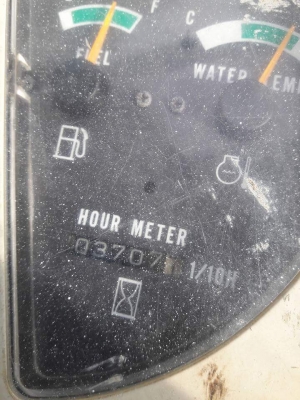 F C
FUEL
WATER TEM
HOUR METER
03707 1/10H